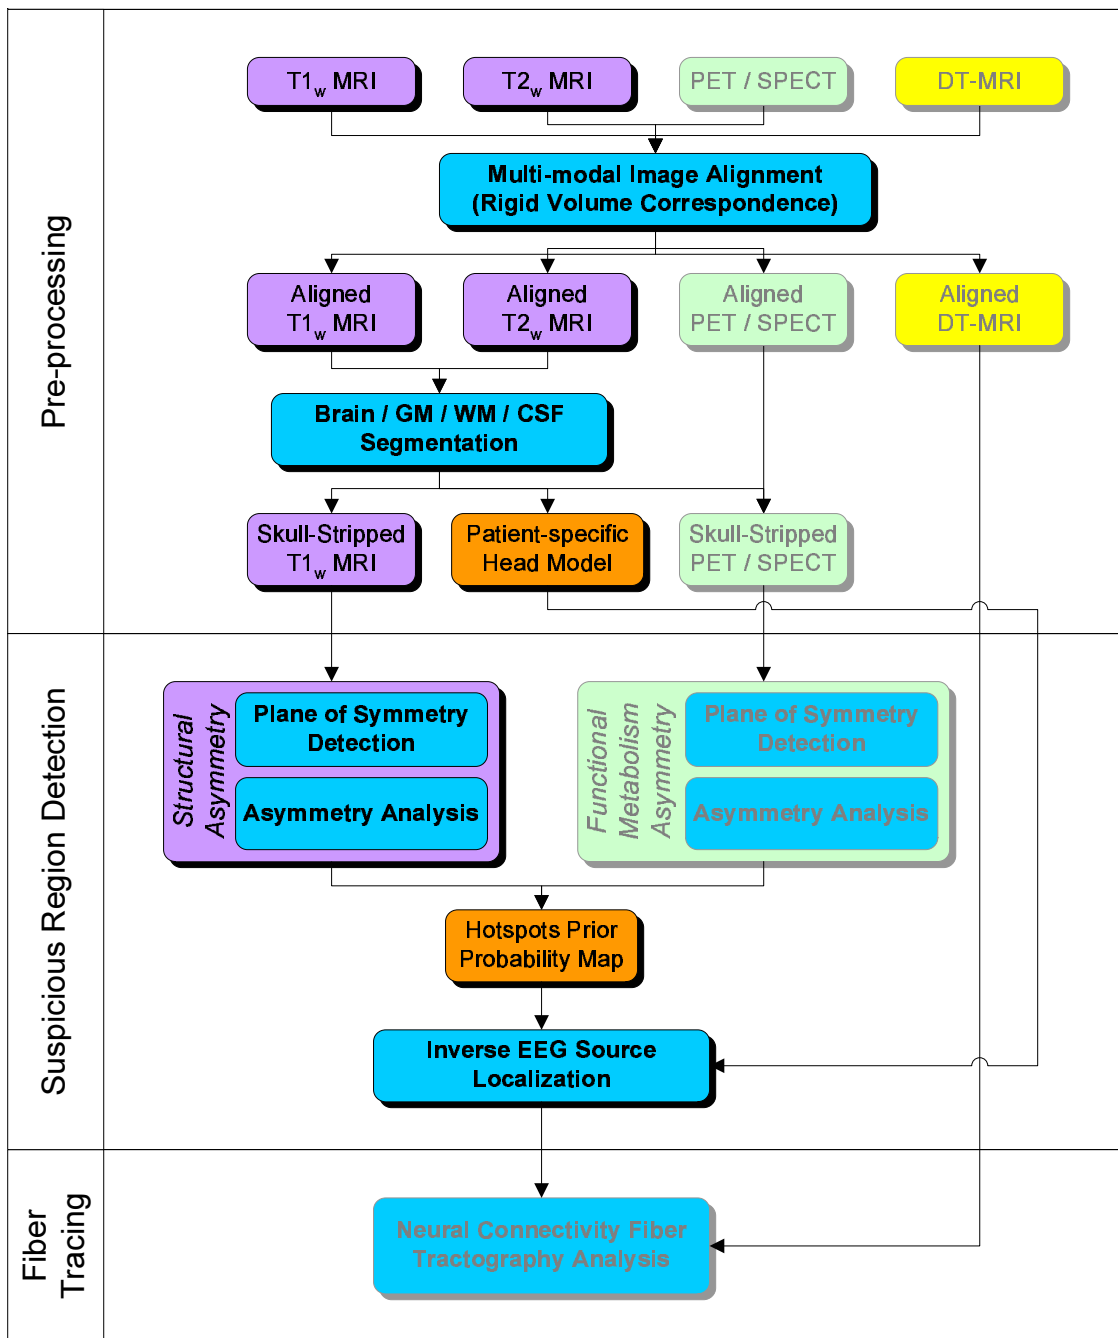 Pre-processing
T1w MRI
T2w MRI
PET / SPECT
DT-MRI
Multi-modal Image Alignment
(Rigid Volume Correspondence)
Aligned
T1w MRI
Aligned
T2w MRI
Aligned
PET / SPECT
Aligned
DT-MRI
Brain / GM / WM / CSF
Segmentation
Skull-Stripped
T1w MRI
Patient-specific
Head Model
Skull-Stripped
PET / SPECT
Suspicious Region Detection
Structural
Asymmetry
Plane of Symmetry
Detection
Asymmetry Analysis
Functional
Metabolism
Asymmetry
Plane of Symmetry
Detection
Asymmetry Analysis
Hotspots Prior
Probability Map
Inverse EEG Source
Localization
Fiber
Tracing
Neural Connectivity Fiber
Tractography Analysis